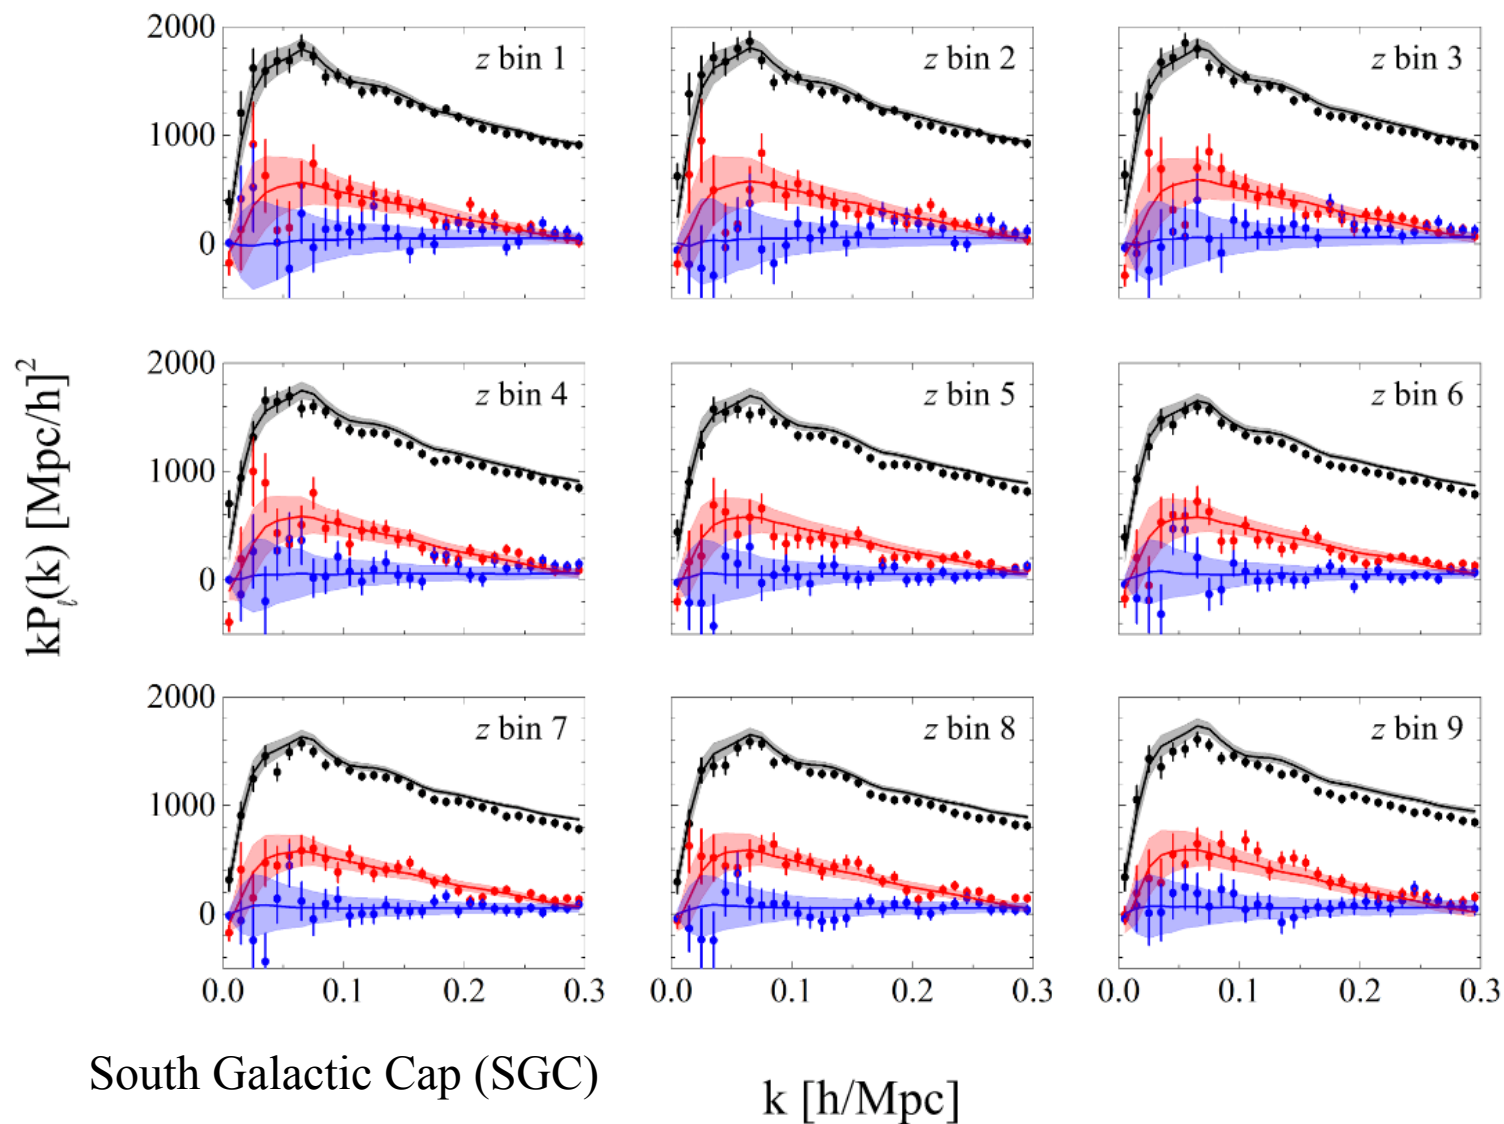 2000
1000
0
z bin 1
z bin 2
z bin 3
2000
1000
0
z bin 4
z bin 5
z bin 6
kPℓ(k) [Mpc/h]²
2000
1000
0
z bin 7
z bin 8
z bin 9
0.0 0.1 0.2 0.3
0.0 0.1 0.2 0.3
0.0 0.1 0.2 0.3
South Galactic Cap (SGC)
k [h/Mpc]